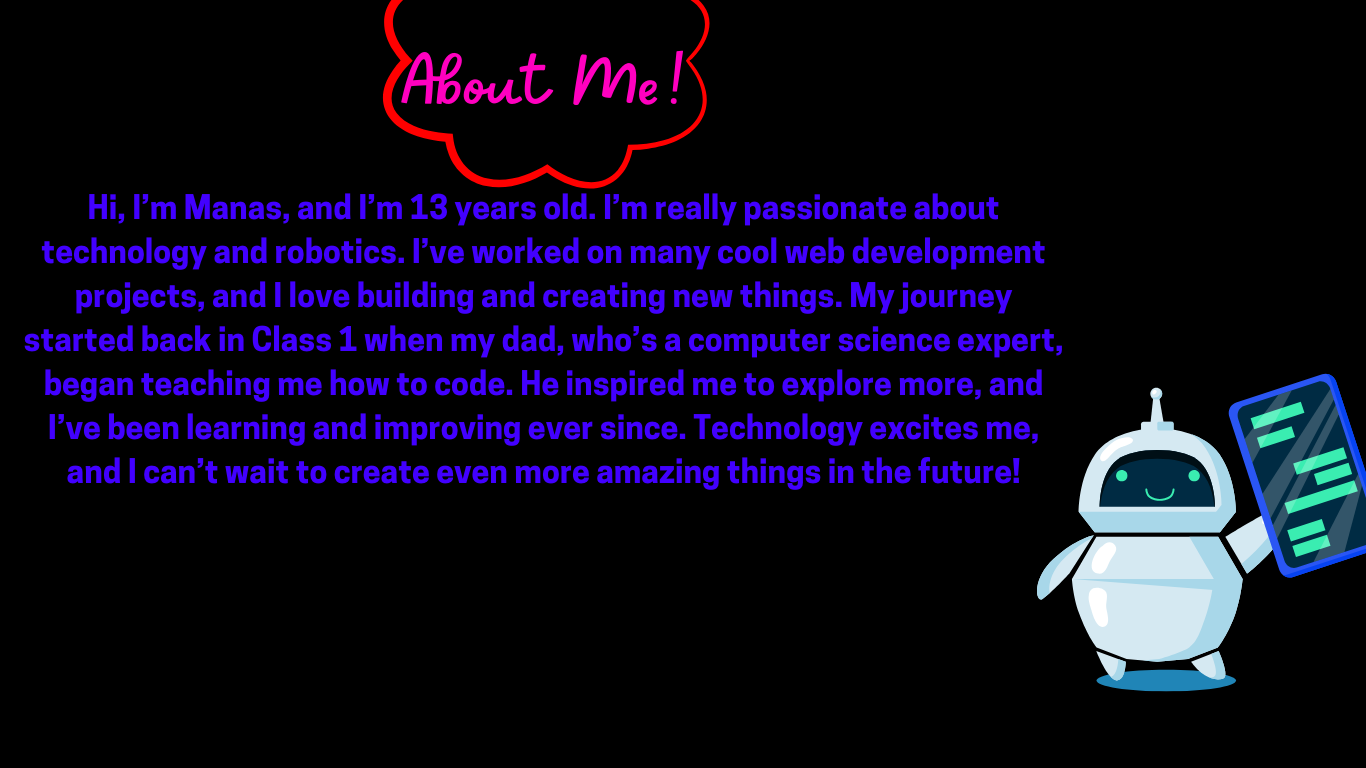 About Me!
Hi, I’m Manas, and I’m 13 years old. I’m really passionate about
technology and robotics. I’ve worked on many cool web development
projects, and I love building and creating new things. My journey
started back in Class 1 when my dad, who’s a computer science expert,
began teaching me how to code. He inspired me to explore more, and
I’ve been learning and improving ever since. Technology excites me,
and I can’t wait to create even more amazing things in the future!